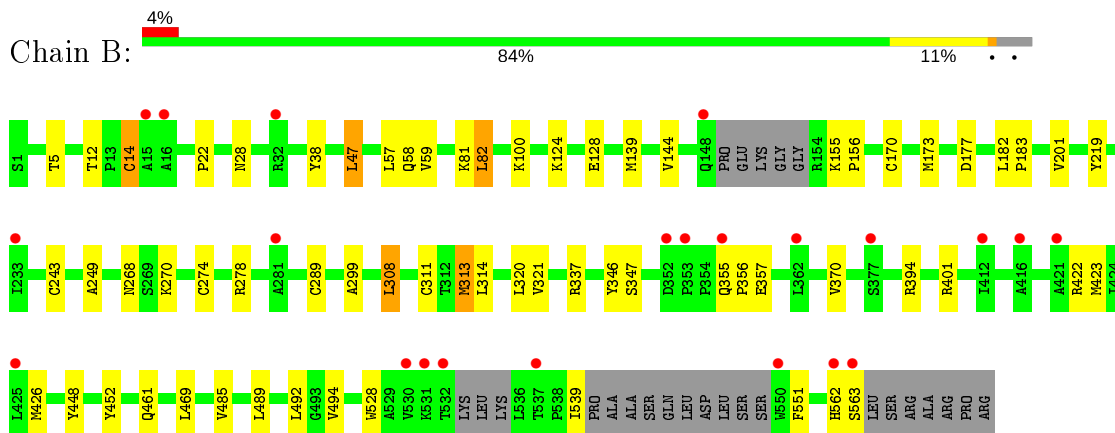 4%
Chain B:
84% 11% • •
S1 T5 T12 P13 C14 A15 A16 P22 N28 R32 Y38 L47 L57 Q58 V59 K81 L82 K100 K124 E128 M139 V144 Q148 PRO GLU LYS GLY GLY R154 K155 P156 C170 M173 D177 L182 P183 V201 Y219
I233 C243 A249 N268 S269 K270 C274 R278 A281 C289 A299 L308 C311 T312 M313 L314 L320 V321 R337 Y346 S347 D352 P353 P354 Q355 P356 E357 L362 V370 S377 R394 R401 I412 A416 A421 R422 M423 I424
L425 M426 Y448 Y452 Q461 L469 V485 L489 L492 G493 V494 W528 A529 V530 K531 T532 LYS LEU LYS L536 T537 P538 I539 PRO ALA ALA SER GLN LEU ASP LEU SER SER W550 F551 H562 S563 LEU SER ARG ALA ARG PRO ARG